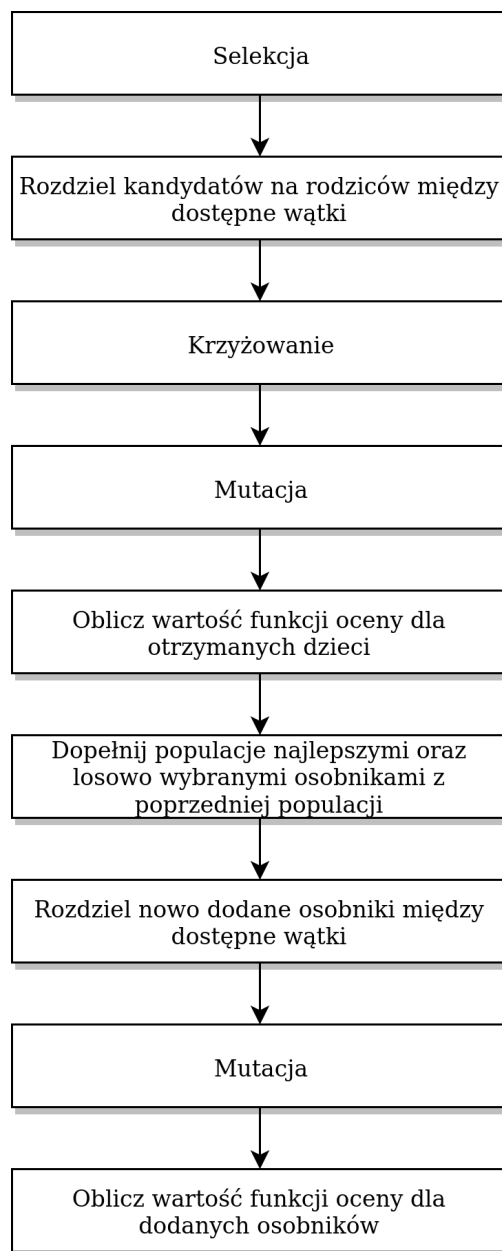 Selekcja
Rozdziel kandydatów na rodziców między
dostępne wątki
Krzyżowanie
Mutacja
Oblicz wartość funkcji oceny dla
otrzymanych dzieci
Dopełnij populacje najlepszymi oraz
losowo wybranymi osobnikami z
poprzedniej populacji
Rozdziel nowo dodane osobniki między
dostępne wątki
Mutacja
Oblicz wartość funkcji oceny dla
dodanych osobników